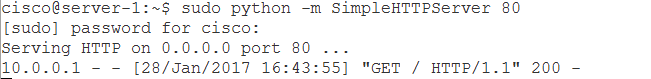 cisco@server-1:~$ sudo python -m SimpleHTTPServer 80
[sudo] password for cisco:
Serving HTTP on 0.0.0.0 port 80 ...
10.0.0.1 - - [28/Jan/2017 16:43:55] "GET / HTTP/1.1" 200 -